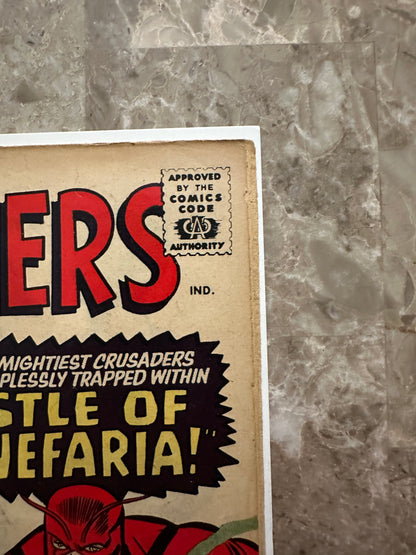 APPROVED
BY THE
COMICS
CODE
CA
AUTHORITY
ERS
IND.
MIGHTIEST CRUSADERS
PLESSLY TRAPPED WITHIN
STLE OF
NEFARIA!"